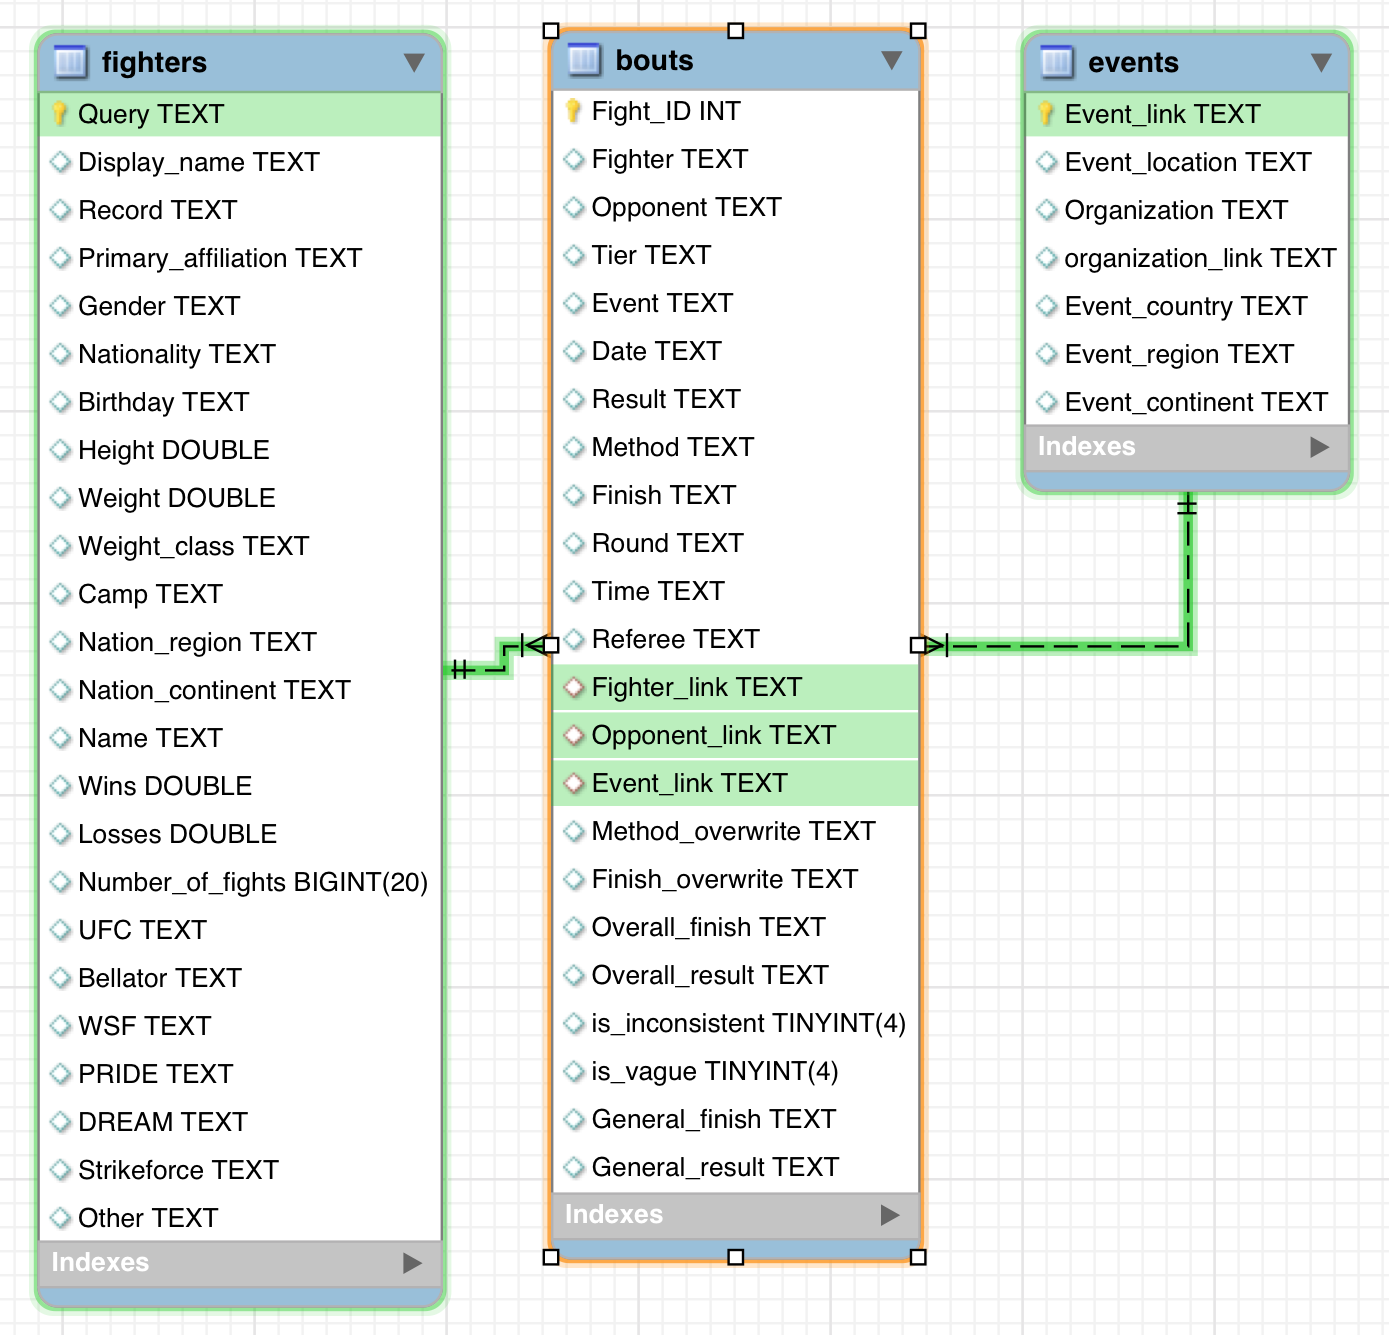 fighters
Query TEXT
Display_name TEXT
Record TEXT
Primary_affiliation TEXT
Gender TEXT
Nationality TEXT
Birthday TEXT
Height DOUBLE
Weight DOUBLE
Weight_class TEXT
Camp TEXT
Nation_region TEXT
Nation_continent TEXT
Name TEXT
Wins DOUBLE
Losses DOUBLE
Number_of_fights BIGINT(20)
UFC TEXT
Bellator TEXT
WSF TEXT
PRIDE TEXT
DREAM TEXT
Strikeforce TEXT
Other TEXT
Indexes
bouts
Fight_ID INT
Fighter TEXT
Opponent TEXT
Tier TEXT
Event TEXT
Date TEXT
Result TEXT
Method TEXT
Finish TEXT
Round TEXT
Time TEXT
Referee TEXT
Fighter_link TEXT
Opponent_link TEXT
Event_link TEXT
Method_overwrite TEXT
Finish_overwrite TEXT
Overall_finish TEXT
Overall_result TEXT
is_inconsistent TINYINT(4)
is_vague TINYINT(4)
General_finish TEXT
General_result TEXT
Indexes
events
Event_link TEXT
Event_location TEXT
Organization TEXT
organization_link TEXT
Event_country TEXT
Event_region TEXT
Event_continent TEXT
Indexes